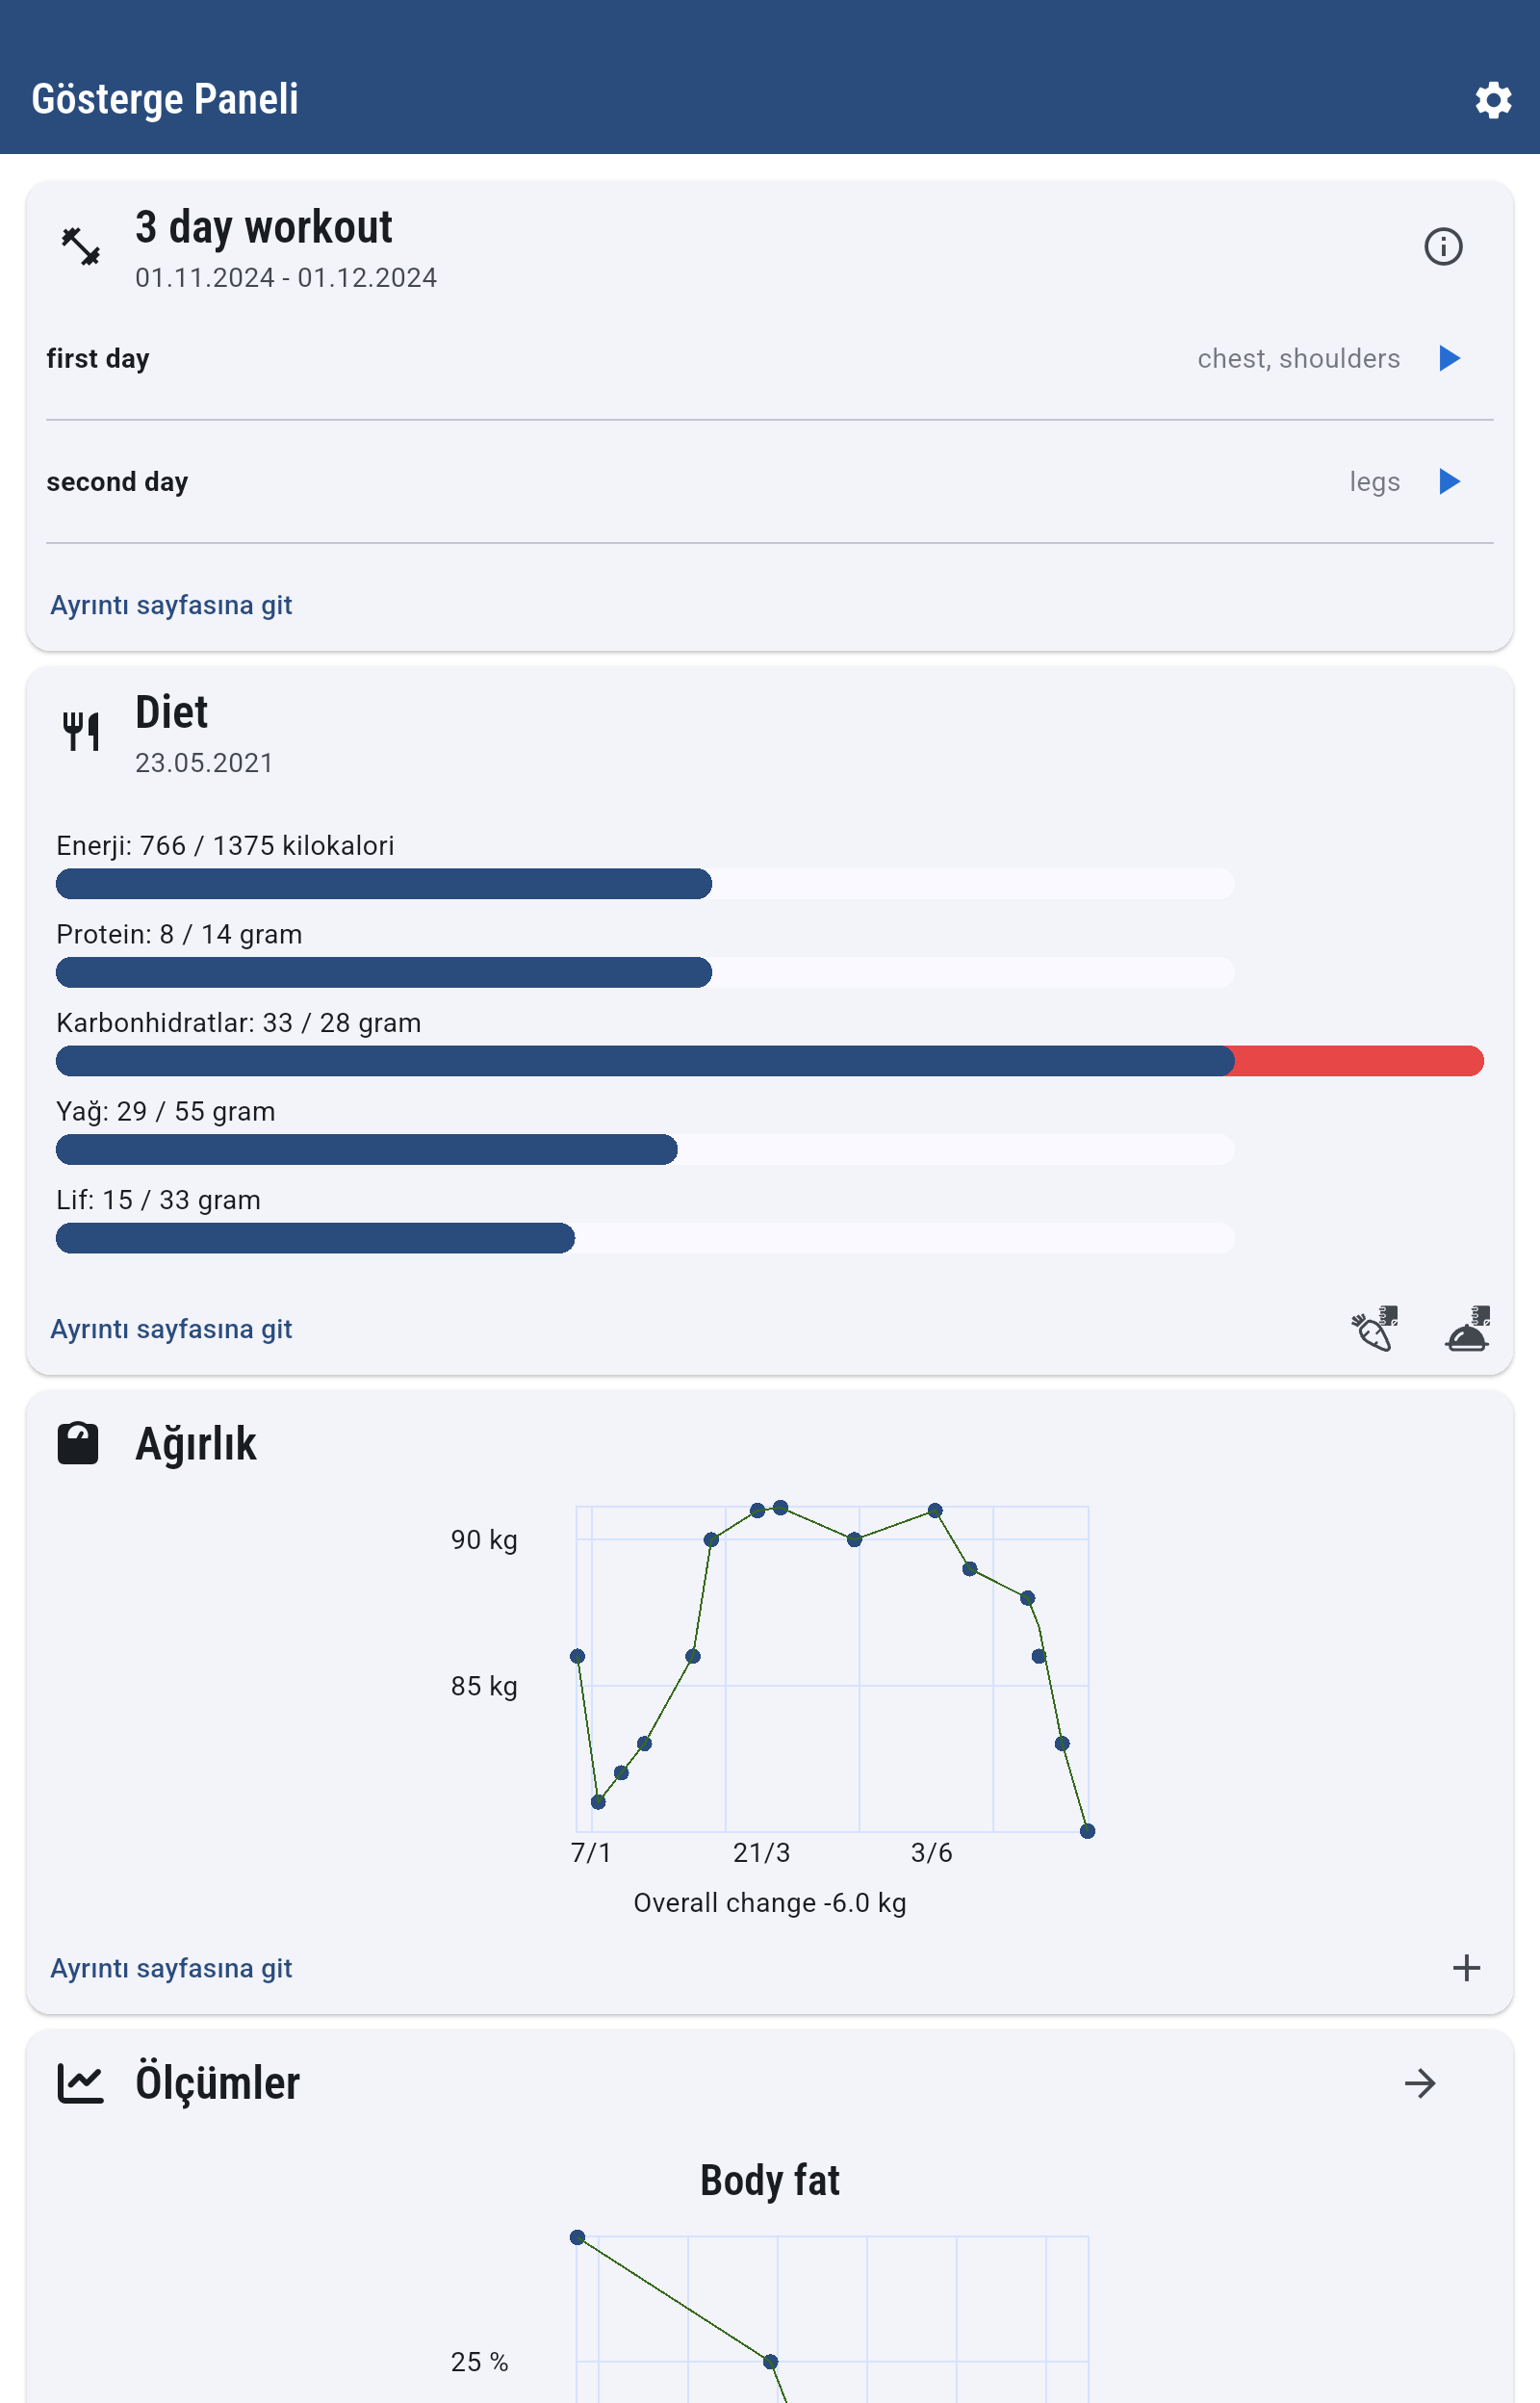 Gösterge Paneli
3 day workout
01.11.2024 - 01.12.2024
first day
chest, shoulders
second day
legs
Ayrıntı sayfasına git
Diet
23.05.2021
Enerji: 766 / 1375 kilokalori
Protein: 8 / 14 gram
Karbonhidratlar: 33 / 28 gram
Yağ: 29 / 55 gram
Lif: 15 / 33 gram
Ayrıntı sayfasına git
Ağırlık
90 kg
85 kg
7/1 21/3 3/6
Overall change -6.0 kg
Ayrıntı sayfasına git
Ölçümler
Body fat
25 %